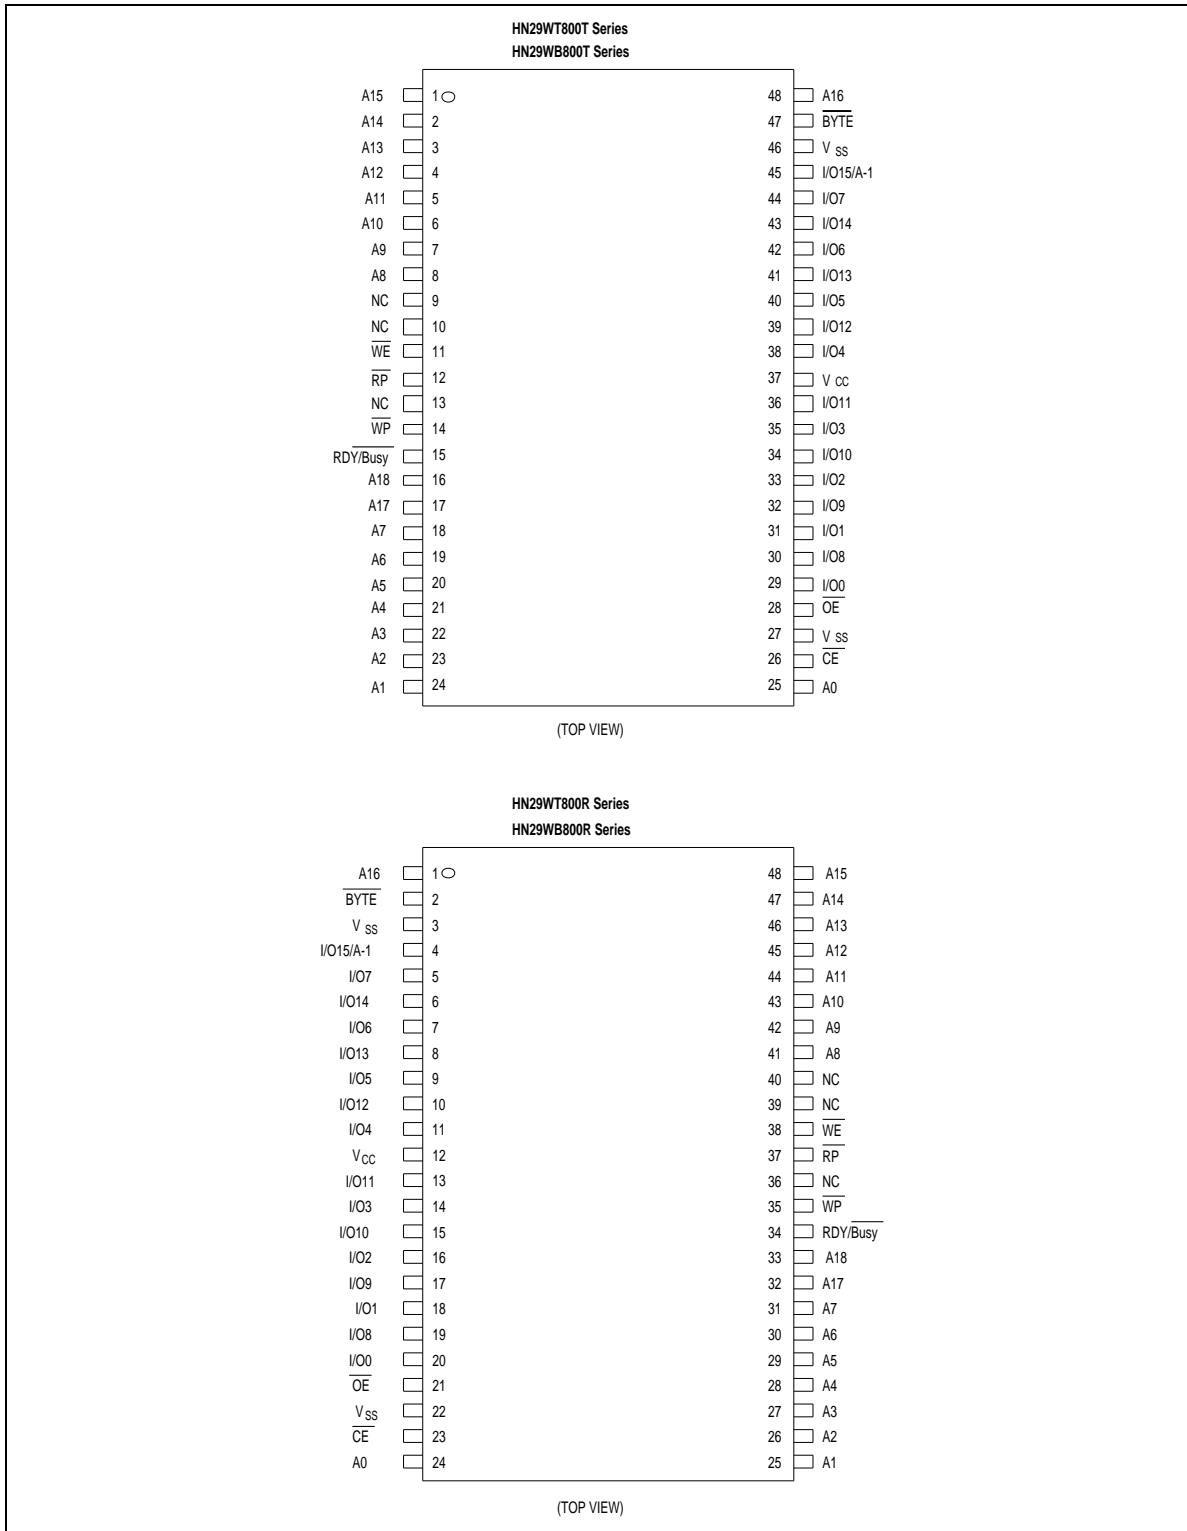 HN29WT800T Series
HN29WB800T Series
A15 1 48 A16
A14 2 47 BYTE
A13 3 46 V SS
A12 4 45 I/O15/A-1
A11 5 44 I/O7
A10 6 43 I/O14
A9 7 42 I/O6
A8 8 41 I/O13
NC 9 40 I/O5
NC 10 39 I/O12
WE 11 38 I/O4
RP 12 37 V CC
NC 13 36 I/O11
WP 14 35 I/O3
RDY/Busy 15 34 I/O10
A18 16 33 I/O2
A17 17 32 I/O9
A7 18 31 I/O1
A6 19 30 I/O8
A5 20 29 I/O0
A4 21 28 OE
A3 22 27 V SS
A2 23 26 CE
A1 24 25 A0
(TOP VIEW)
HN29WT800R Series
HN29WB800R Series
A16 1 48 A15
BYTE 2 47 A14
V SS 3 46 A13
I/O15/A-1 4 45 A12
I/O7 5 44 A11
I/O14 6 43 A10
I/O6 7 42 A9
I/O13 8 41 A8
I/O5 9 40 NC
I/O12 10 39 NC
I/O4 11 38 WE
VCC 12 37 RP
I/O11 13 36 NC
I/O3 14 35 WP
I/O10 15 34 RDY/Busy
I/O2 16 33 A18
I/O9 17 32 A17
I/O1 18 31 A7
I/O8 19 30 A6
I/O0 20 29 A5
OE 21 28 A4
VSS 22 27 A3
CE 23 26 A2
A0 24 25 A1
(TOP VIEW)